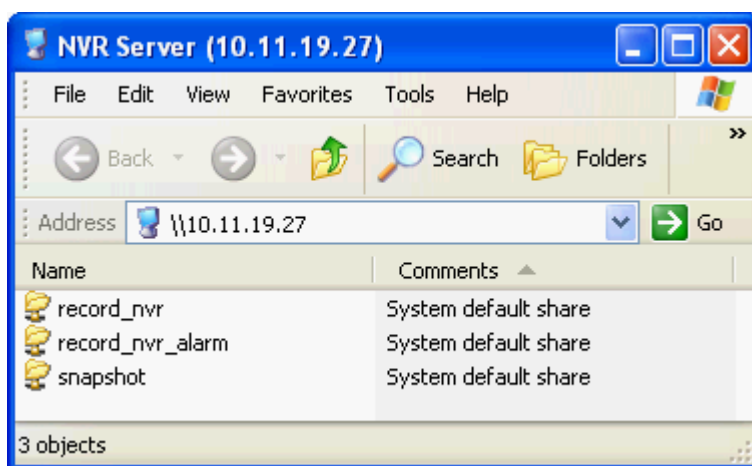 NVR Server (10.11.19.27)
File Edit View Favorites Tools Help
Back Search Folders »
Address \\10.11.19.27 Go
Name Comments
record_nvr System default share
record_nvr_alarm System default share
snapshot System default share
3 objects